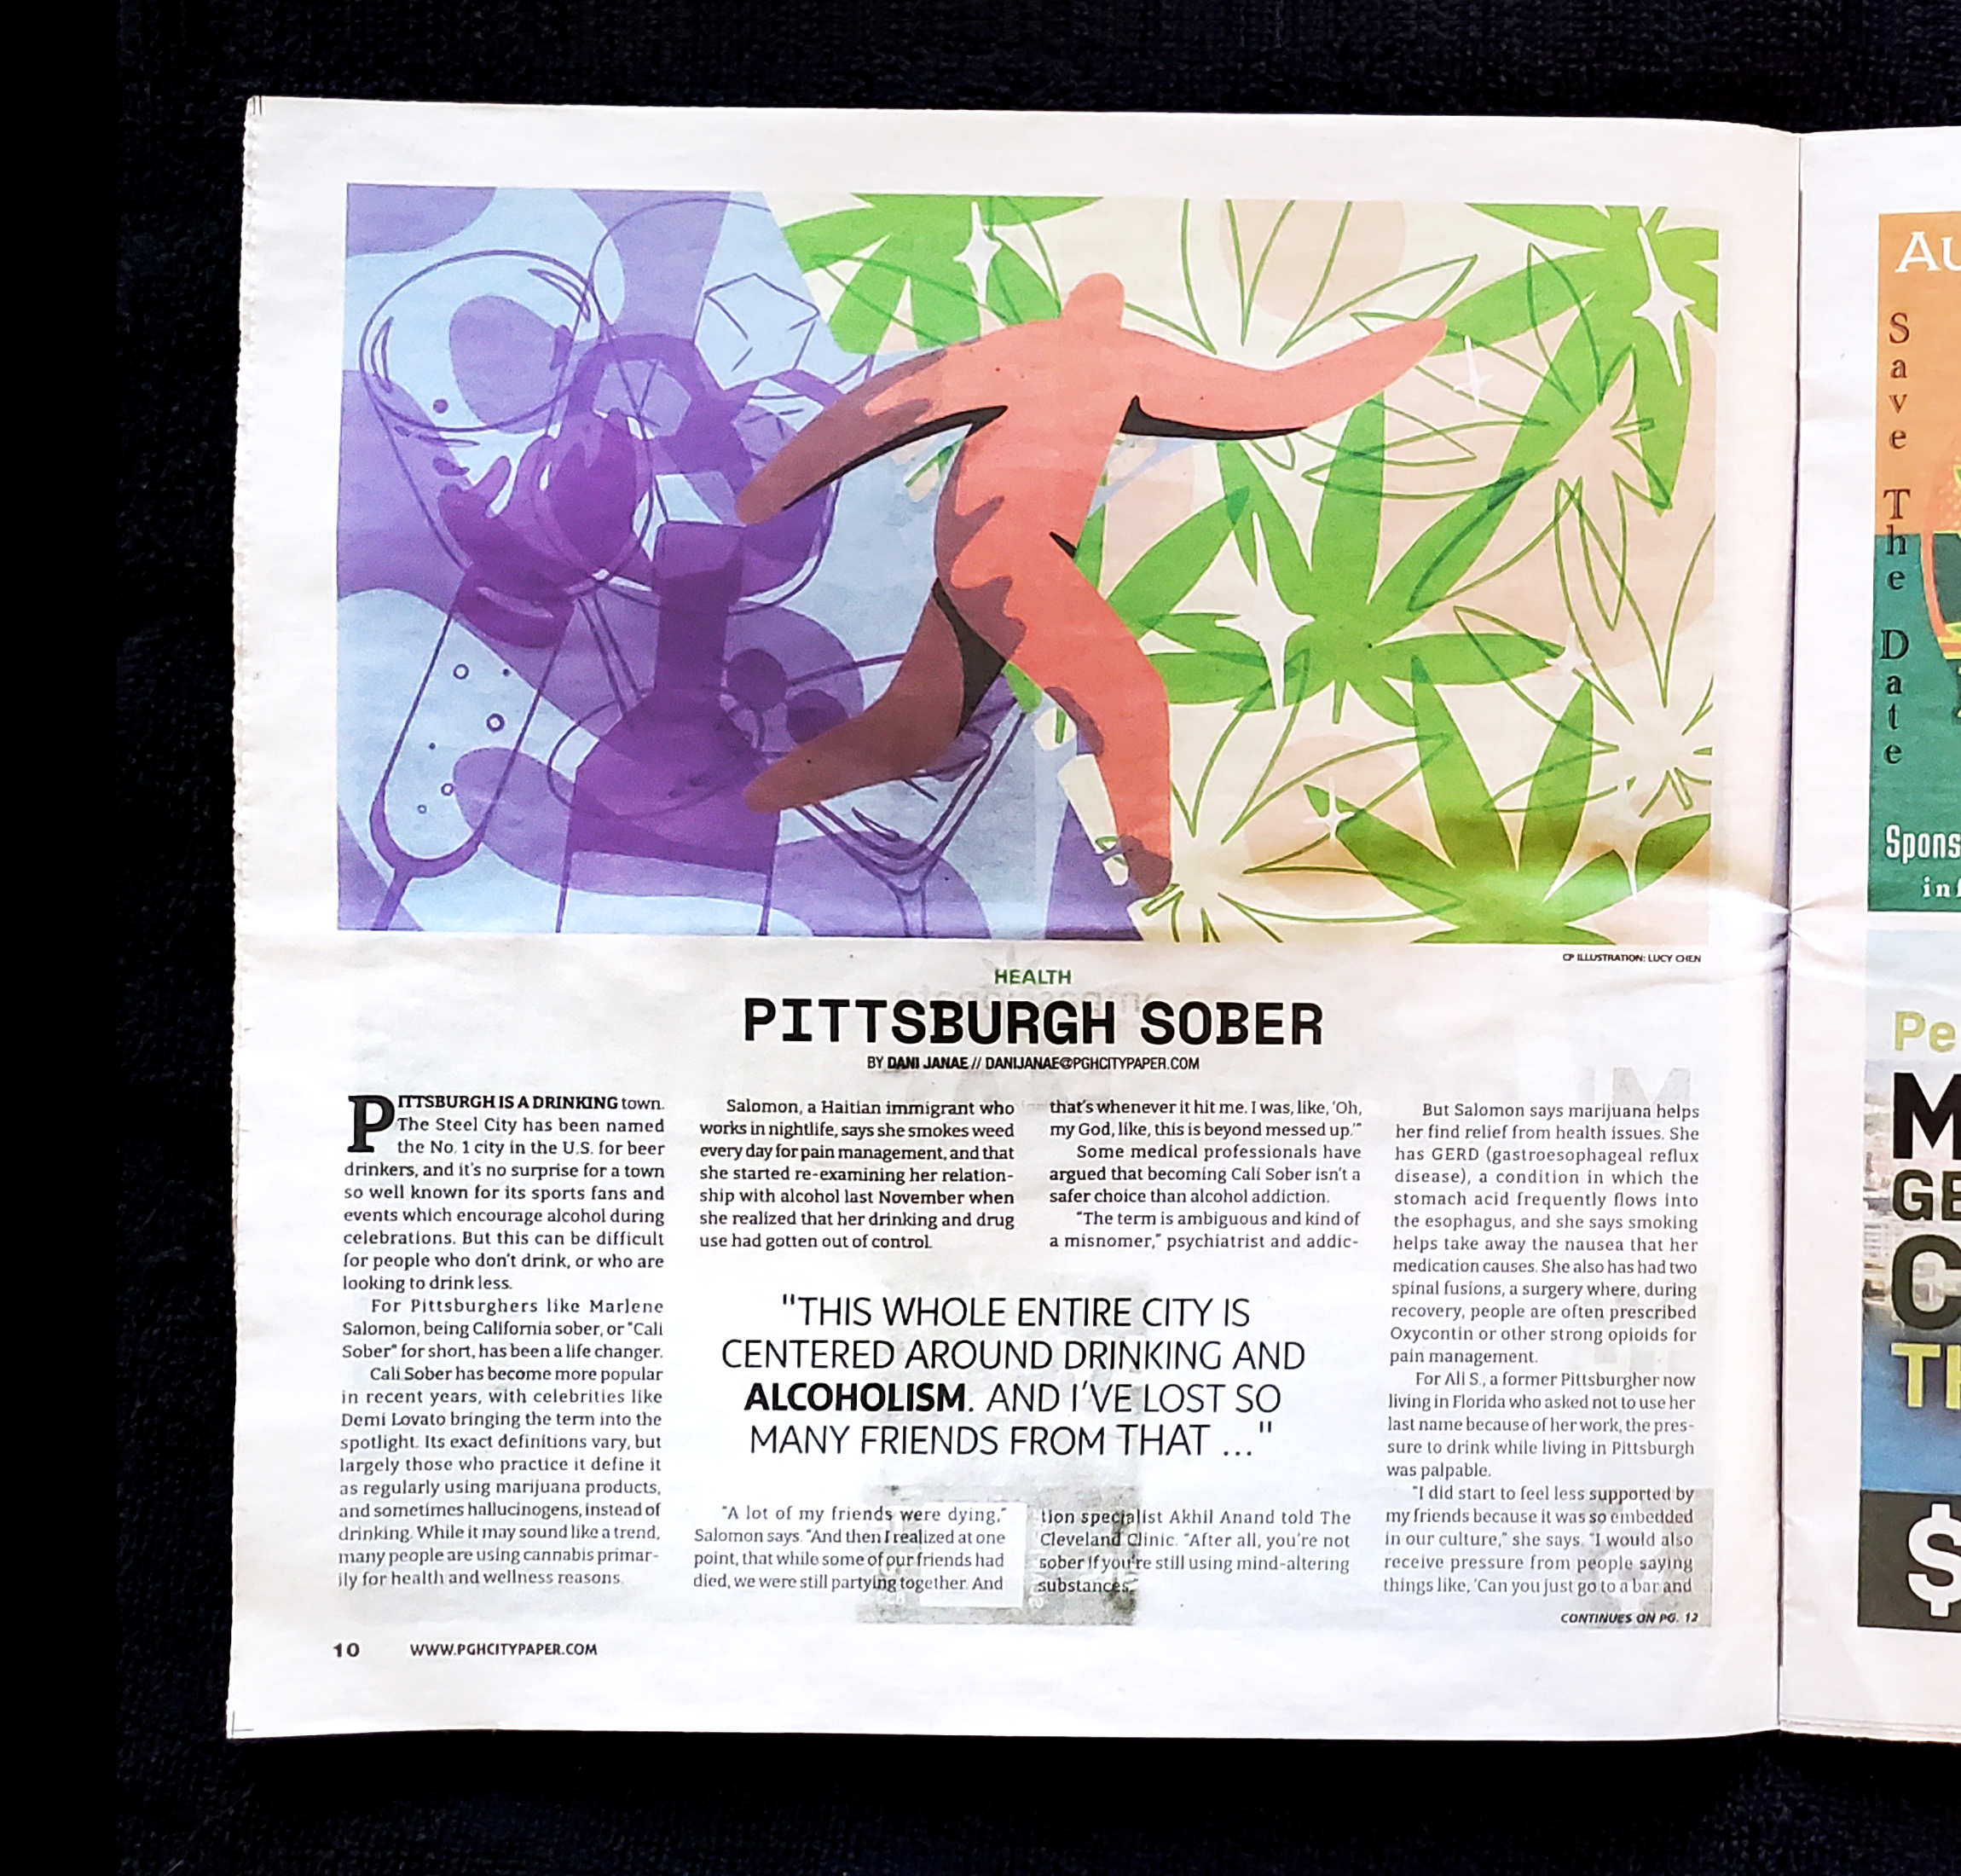 CP ILLUSTRATION: LUCY CHEN
HEALTH
PITTSBURGH SOBER
BY DANI JANAE // DANIJANAE@PGHCITYPAPER.COM
PITTSBURGH IS A DRINKING town.
The Steel City has been named
the No. 1 city in the U.S. for beer
drinkers, and it's no surprise for a town
so well known for its sports fans and
events which encourage alcohol during
celebrations. But this can be difficult
for people who don't drink, or who are
looking to drink less.
For Pittsburghers like Marlene
Salomon, being California sober, or "Cali
Sober" for short, has been a life changer.
Cali Sober has become more popular
in recent years, with celebrities like
Demi Lovato bringing the term into the
spotlight. Its exact definitions vary, but
largely those who practice it define it
as regularly using marijuana products,
and sometimes hallucinogens, instead of
drinking. While it may sound like a trend,
many people are using cannabis primar-
ily for health and wellness reasons.
Salomon, a Haitian immigrant who
works in nightlife, says she smokes weed
every day for pain management, and that
she started re-examining her relation-
ship with alcohol last November when
she realized that her drinking and drug
use had gotten out of control.
"THIS WHOLE ENTIRE CITY IS
CENTERED AROUND DRINKING AND
ALCOHOLISM. AND I'VE LOST SO
MANY FRIENDS FROM THAT ..."
"A lot of my friends were dying,"
Salomon says. "And then I realized at one
point, that while some of our friends had
died, we were still partying together. And
that's whenever it hit me. I was, like, 'Oh,
my God, like, this is beyond messed up.'"
Some medical professionals have
argued that becoming Cali Sober isn't a
safer choice than alcohol addiction.
"The term is ambiguous and kind of
a misnomer," psychiatrist and addic-
tion specialist Akhil Anand told The
Cleveland Clinic. "After all, you're not
sober if you're still using mind-altering
substances."
But Salomon says marijuana helps
her find relief from health issues. She
has GERD (gastroesophageal reflux
disease), a condition in which the
stomach acid frequently flows into
the esophagus, and she says smoking
helps take away the nausea that her
medication causes. She also has had two
spinal fusions, a surgery where, during
recovery, people are often prescribed
Oxycontin or other strong opioids for
pain management.
For Ali S., a former Pittsburgher now
living in Florida who asked not to use her
last name because of her work, the pres-
sure to drink while living in Pittsburgh
was palpable.
"I did start to feel less supported by
my friends because it was so embedded
in our culture," she says. "I would also
receive pressure from people saying
things like, 'Can you just go to a bar and
CONTINUES ON PG. 12
10 WWW.PGHCITYPAPER.COM
Save The Date